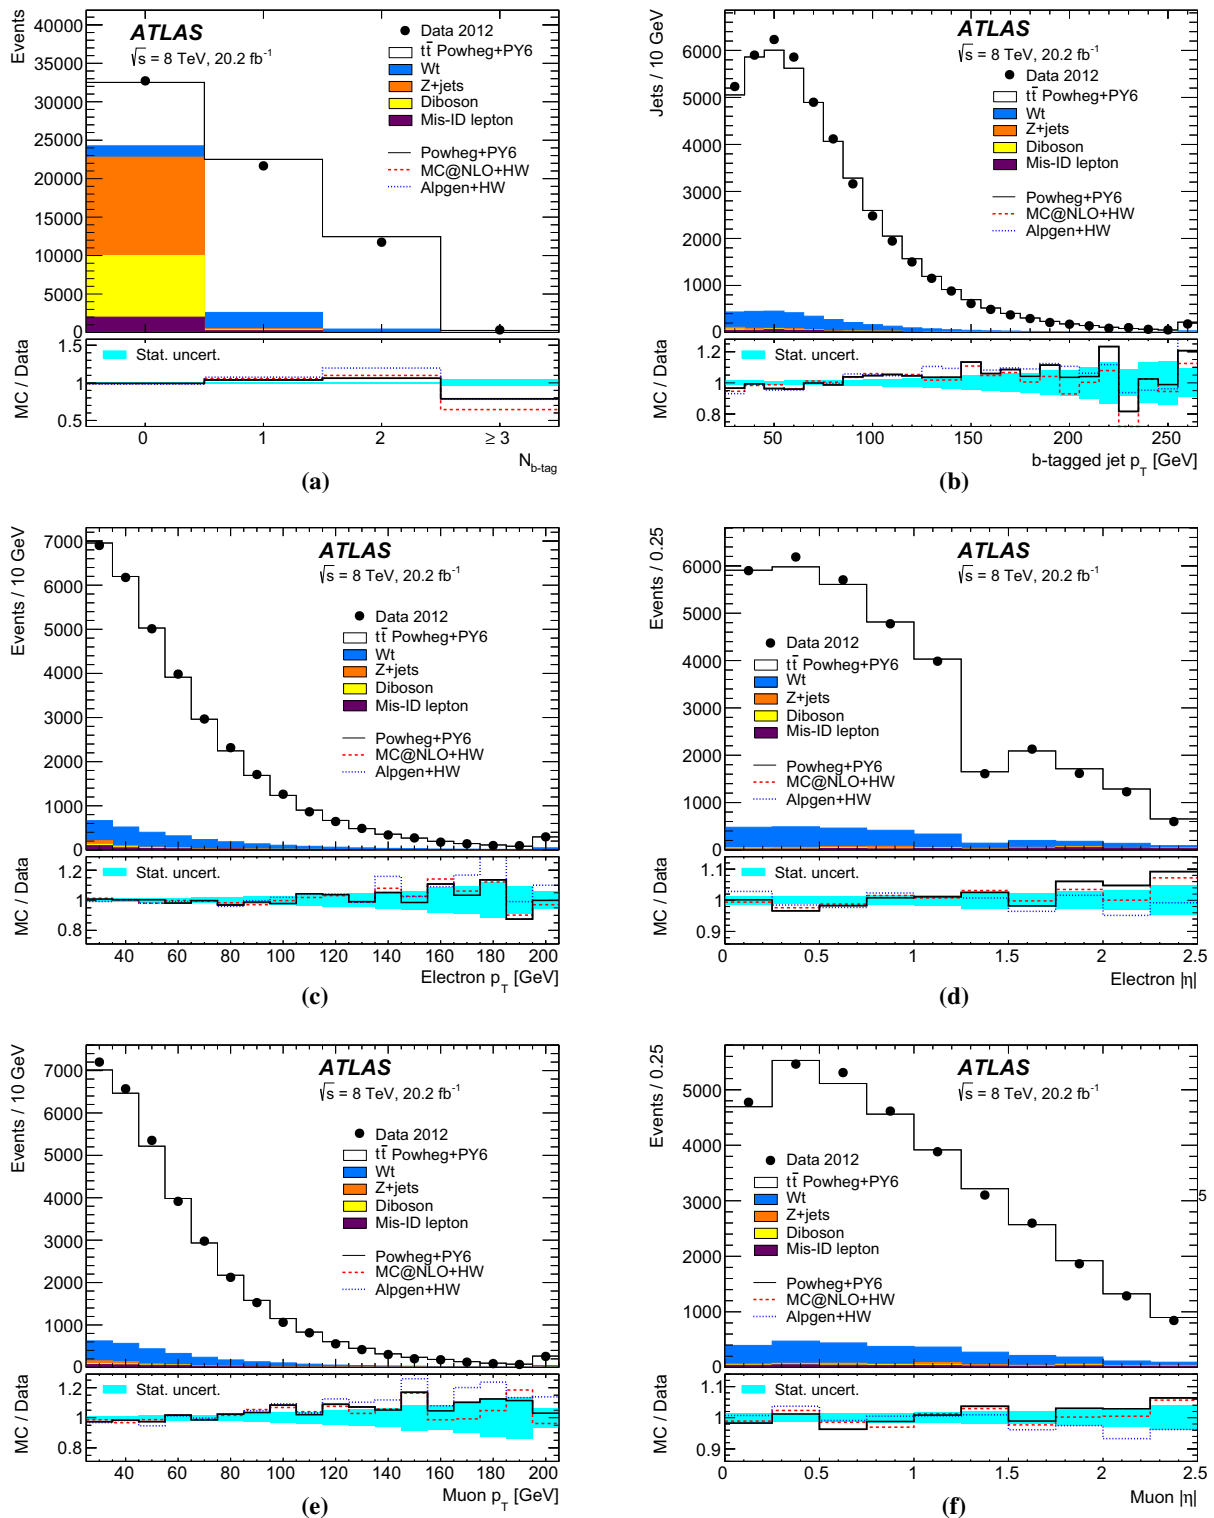 Events
40000
35000
30000
25000
20000
15000
10000
5000
0
ATLAS
√s = 8 TeV, 20.2 fb⁻¹
Data 2012
tt̄ Powheg+PY6
Wt
Z+jets
Diboson
Mis-ID lepton
Powheg+PY6
MC@NLO+HW
Alpgen+HW
MC / Data
1.5
1
0.5
Stat. uncert.
0 1 2 ≥ 3
N_b-tag
(a)
Jets / 10 GeV
6000
5000
4000
3000
2000
1000
0
ATLAS
√s = 8 TeV, 20.2 fb⁻¹
Data 2012
tt̄ Powheg+PY6
Wt
Z+jets
Diboson
Mis-ID lepton
Powheg+PY6
MC@NLO+HW
Alpgen+HW
MC / Data
1.2
1
0.8
Stat. uncert.
50 100 150 200 250
b-tagged jet p_T [GeV]
(b)
Events / 10 GeV
7000
6000
5000
4000
3000
2000
1000
0
ATLAS
√s = 8 TeV, 20.2 fb⁻¹
Data 2012
tt̄ Powheg+PY6
Wt
Z+jets
Diboson
Mis-ID lepton
Powheg+PY6
MC@NLO+HW
Alpgen+HW
MC / Data
1.2
1
0.8
Stat. uncert.
40 60 80 100 120 140 160 180 200
Electron p_T [GeV]
(c)
Events / 0.25
6000
5000
4000
3000
2000
1000
0
ATLAS
√s = 8 TeV, 20.2 fb⁻¹
Data 2012
tt̄ Powheg+PY6
Wt
Z+jets
Diboson
Mis-ID lepton
Powheg+PY6
MC@NLO+HW
Alpgen+HW
MC / Data
1.1
1
0.9
Stat. uncert.
0 0.5 1 1.5 2 2.5
Electron |η|
(d)
Events / 10 GeV
7000
6000
5000
4000
3000
2000
1000
0
ATLAS
√s = 8 TeV, 20.2 fb⁻¹
Data 2012
tt̄ Powheg+PY6
Wt
Z+jets
Diboson
Mis-ID lepton
Powheg+PY6
MC@NLO+HW
Alpgen+HW
MC / Data
1.2
1
0.8
Stat. uncert.
40 60 80 100 120 140 160 180 200
Muon p_T [GeV]
(e)
Events / 0.25
5000
4000
3000
2000
1000
0
ATLAS
√s = 8 TeV, 20.2 fb⁻¹
Data 2012
tt̄ Powheg+PY6
Wt
Z+jets
Diboson
Mis-ID lepton
Powheg+PY6
MC@NLO+HW
Alpgen+HW
5
MC / Data
1.1
1
0.9
Stat. uncert.
0 0.5 1 1.5 2 2.5
Muon |η|
(f)